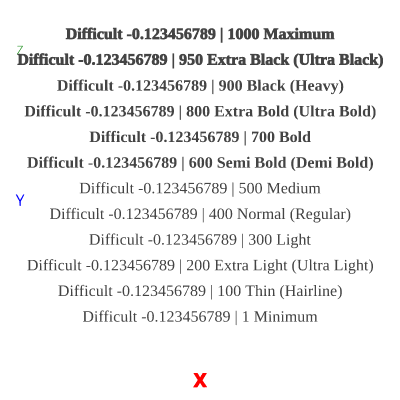 Difficult -0.123456789 | 1000 Maximum
Z
Difficult -0.123456789 | 950 Extra Black (Ultra Black)
Difficult -0.123456789 | 900 Black (Heavy)
Difficult -0.123456789 | 800 Extra Bold (Ultra Bold)
Difficult -0.123456789 | 700 Bold
Difficult -0.123456789 | 600 Semi Bold (Demi Bold)
Difficult -0.123456789 | 500 Medium
Y
Difficult -0.123456789 | 400 Normal (Regular)
Difficult -0.123456789 | 300 Light
Difficult -0.123456789 | 200 Extra Light (Ultra Light)
Difficult -0.123456789 | 100 Thin (Hairline)
Difficult -0.123456789 | 1 Minimum
X